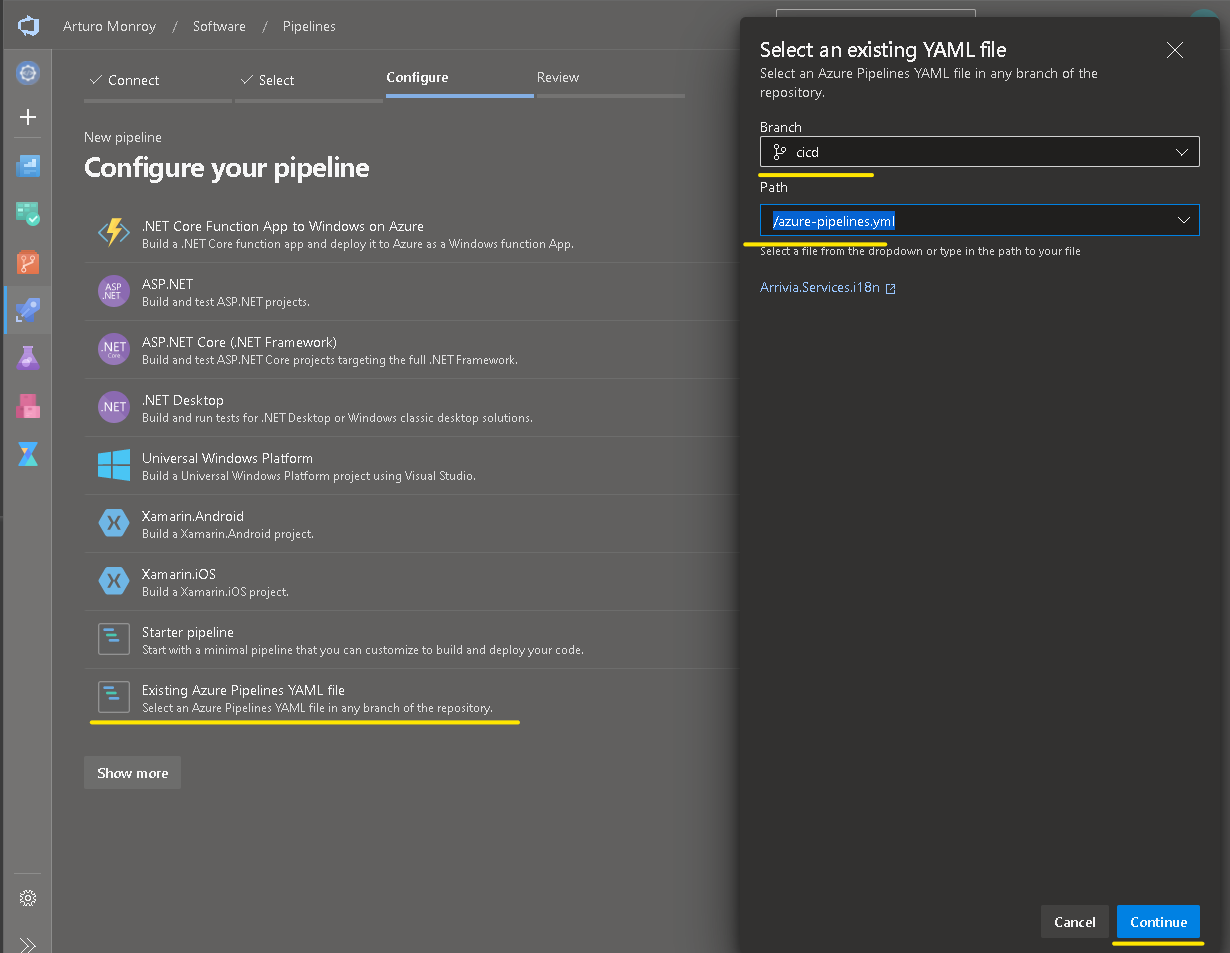 Arturo Monroy / Software / Pipelines
Connect
Select
Configure
Review
New pipeline
Configure your pipeline
.NET Core Function App to Windows on Azure
Build a .NET Core function app and deploy it to Azure as a Windows function App.
ASP
.NET
ASP.NET
Build and test ASP.NET projects.
.NET
Core
ASP.NET Core (.NET Framework)
Build and test ASP.NET Core projects targeting the full .NET Framework.
.NET
.NET Desktop
Build and run tests for .NET Desktop or Windows classic desktop solutions.
Universal Windows Platform
Build a Universal Windows Platform project using Visual Studio.
Xamarin.Android
Build a Xamarin.Android project.
Xamarin.iOS
Build a Xamarin.iOS project.
Starter pipeline
Start with a minimal pipeline that you can customize to build and deploy your code.
Existing Azure Pipelines YAML file
Select an Azure Pipelines YAML file in any branch of the repository.
Show more
Select an existing YAML file
Select an Azure Pipelines YAML file in any branch of the
repository.
Branch
cicd
Path
/azure-pipelines.yml
Select a file from the dropdown or type in the path to your file
Arrivia.Services.i18n
Cancel
Continue